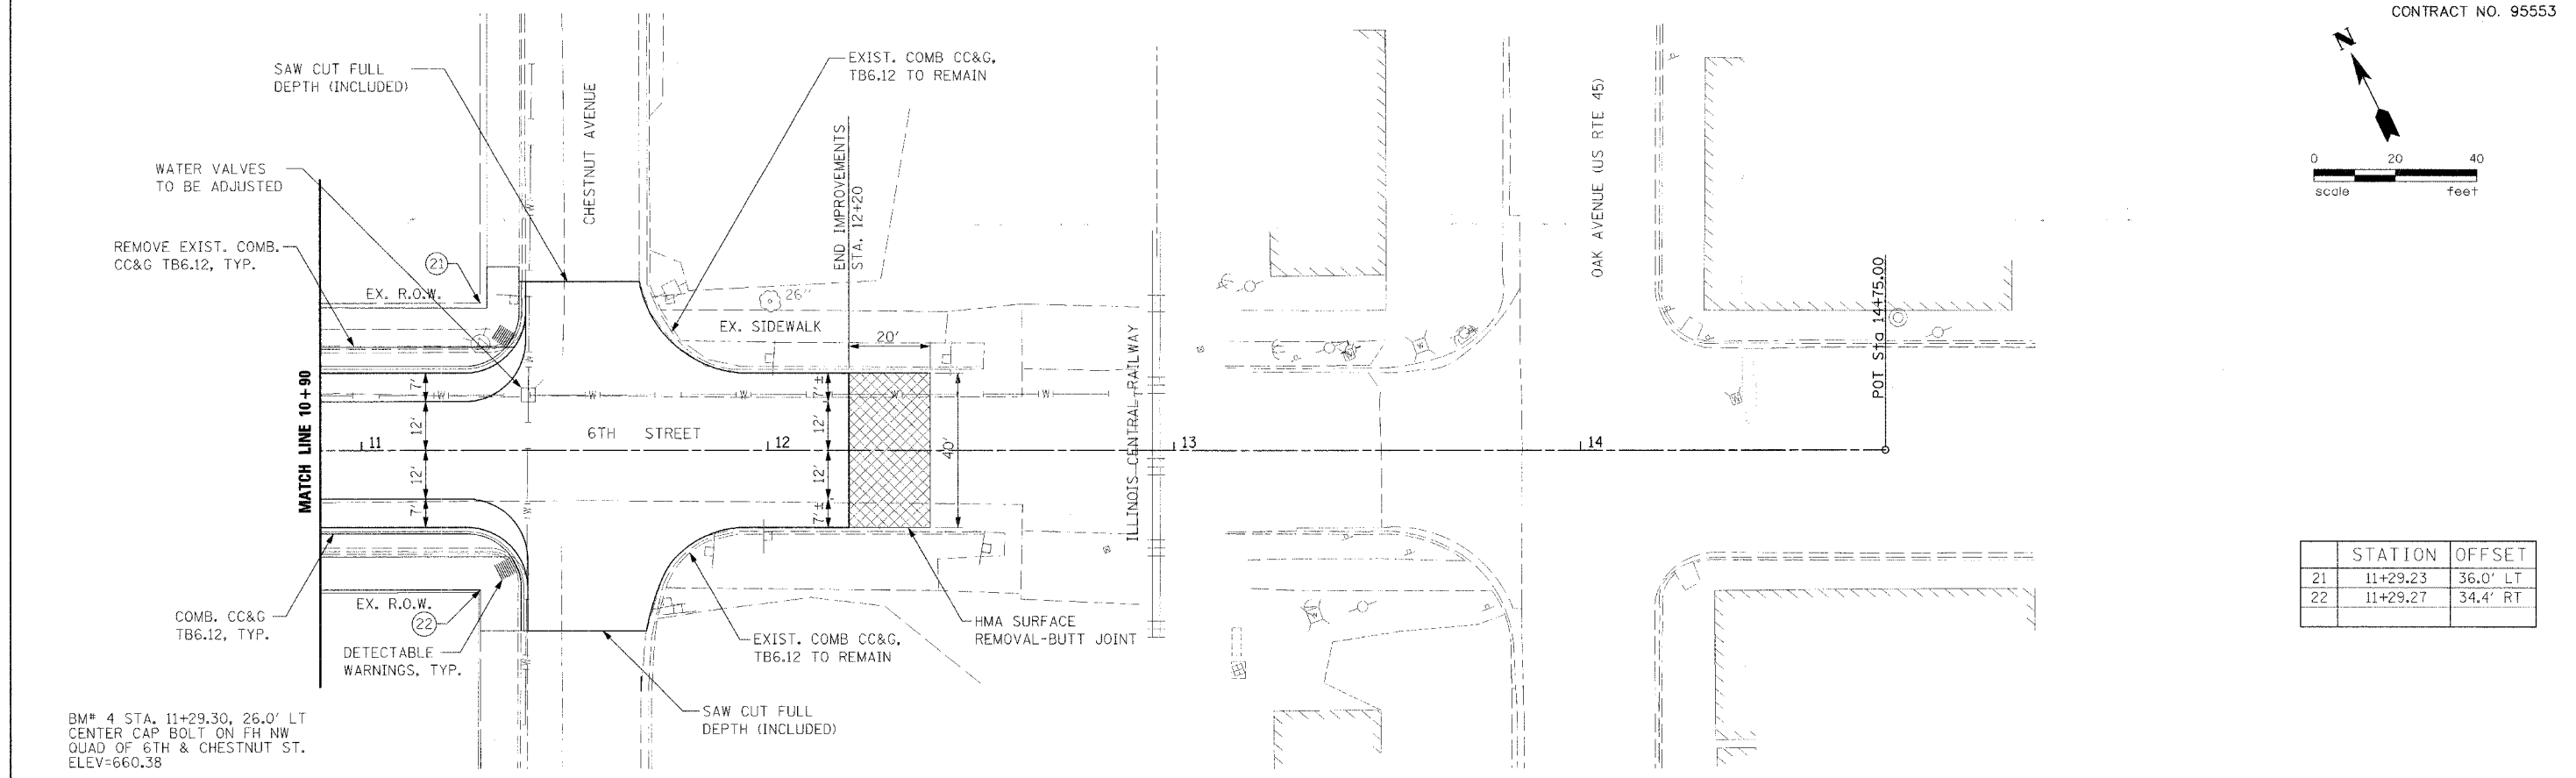 CONTRACT NO. 95553
N
0 20 40
scale feet
SAW CUT FULL
DEPTH (INCLUDED)
CHESTNUT AVENUE
EXIST. COMB CC&G,
TB6.12 TO REMAIN
END IMPROVEMENTS
STA. 12+20
OAK AVENUE (US RTE 45)
WATER VALVES
TO BE ADJUSTED
REMOVE EXIST. COMB.
CC&G TB6.12, TYP.
21
EX. R.O.W.
26"
EX. SIDEWALK
20'
POT Sta 14+75.00
MATCH LINE 10+90
7'
12'
12'
7'
7'±
12'
12'
7'±
40'
W
W
W
W
W
W
11
6TH STREET
12
13
14
ILLINOIS CENTRAL RAILWAY
COMB. CC&G
TB6.12, TYP.
EX. R.O.W.
22
DETECTABLE
WARNINGS, TYP.
EXIST. COMB CC&G,
TB6.12 TO REMAIN
HMA SURFACE
REMOVAL-BUTT JOINT
SAW CUT FULL
DEPTH (INCLUDED)
STATION OFFSET
21 11+29.23 36.0' LT
22 11+29.27 34.4' RT
BM# 4 STA. 11+29.30, 26.0' LT
CENTER CAP BOLT ON FH NW
QUAD OF 6TH & CHESTNUT ST.
ELEV=660.38